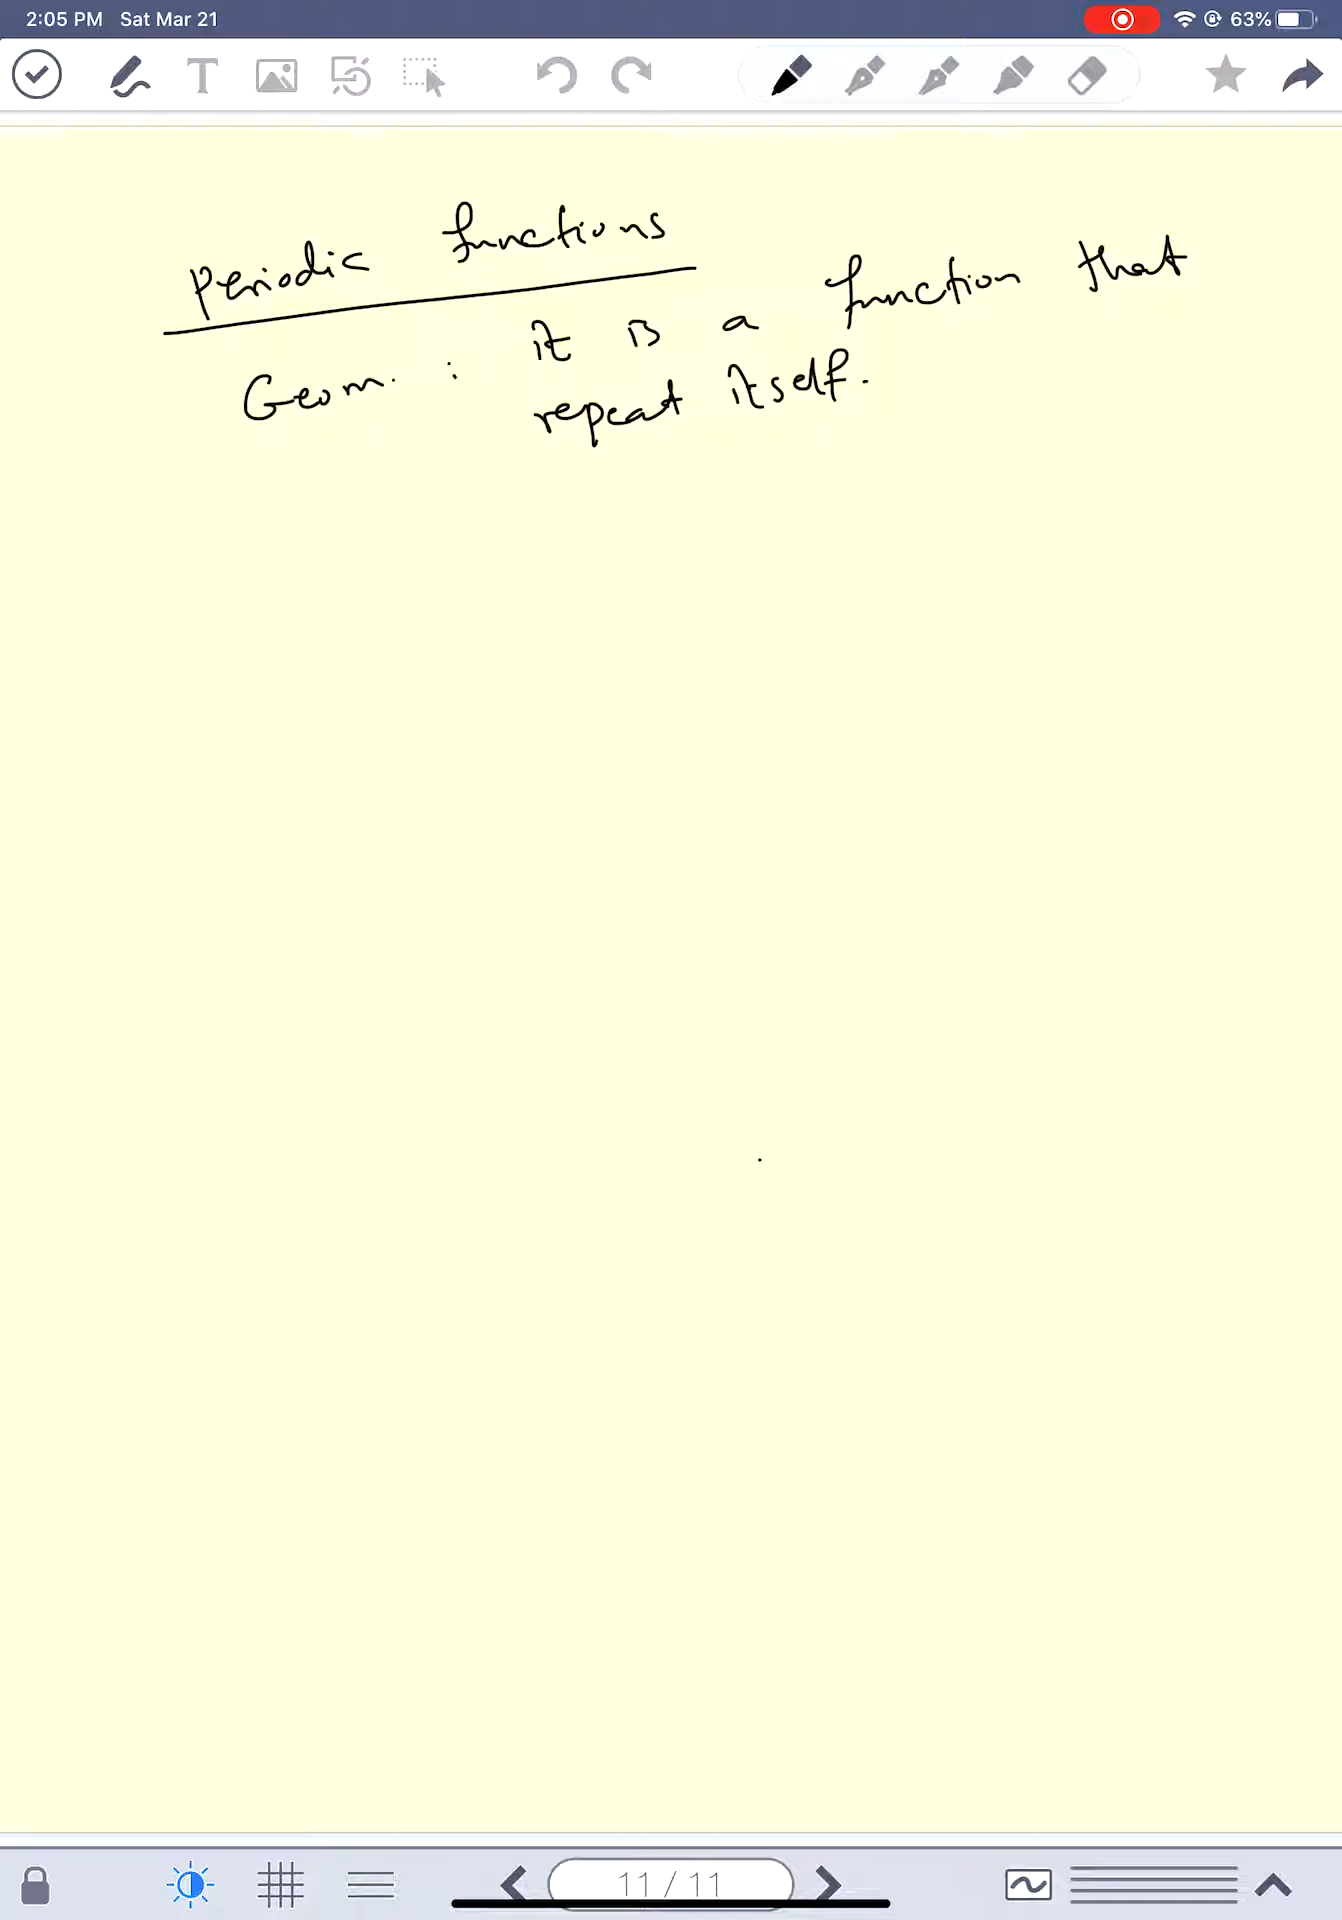 2:05 PM Sat Mar 21 63%
T
Periodic functions
Geom. : it is a function that
repeat itself.
11 / 11